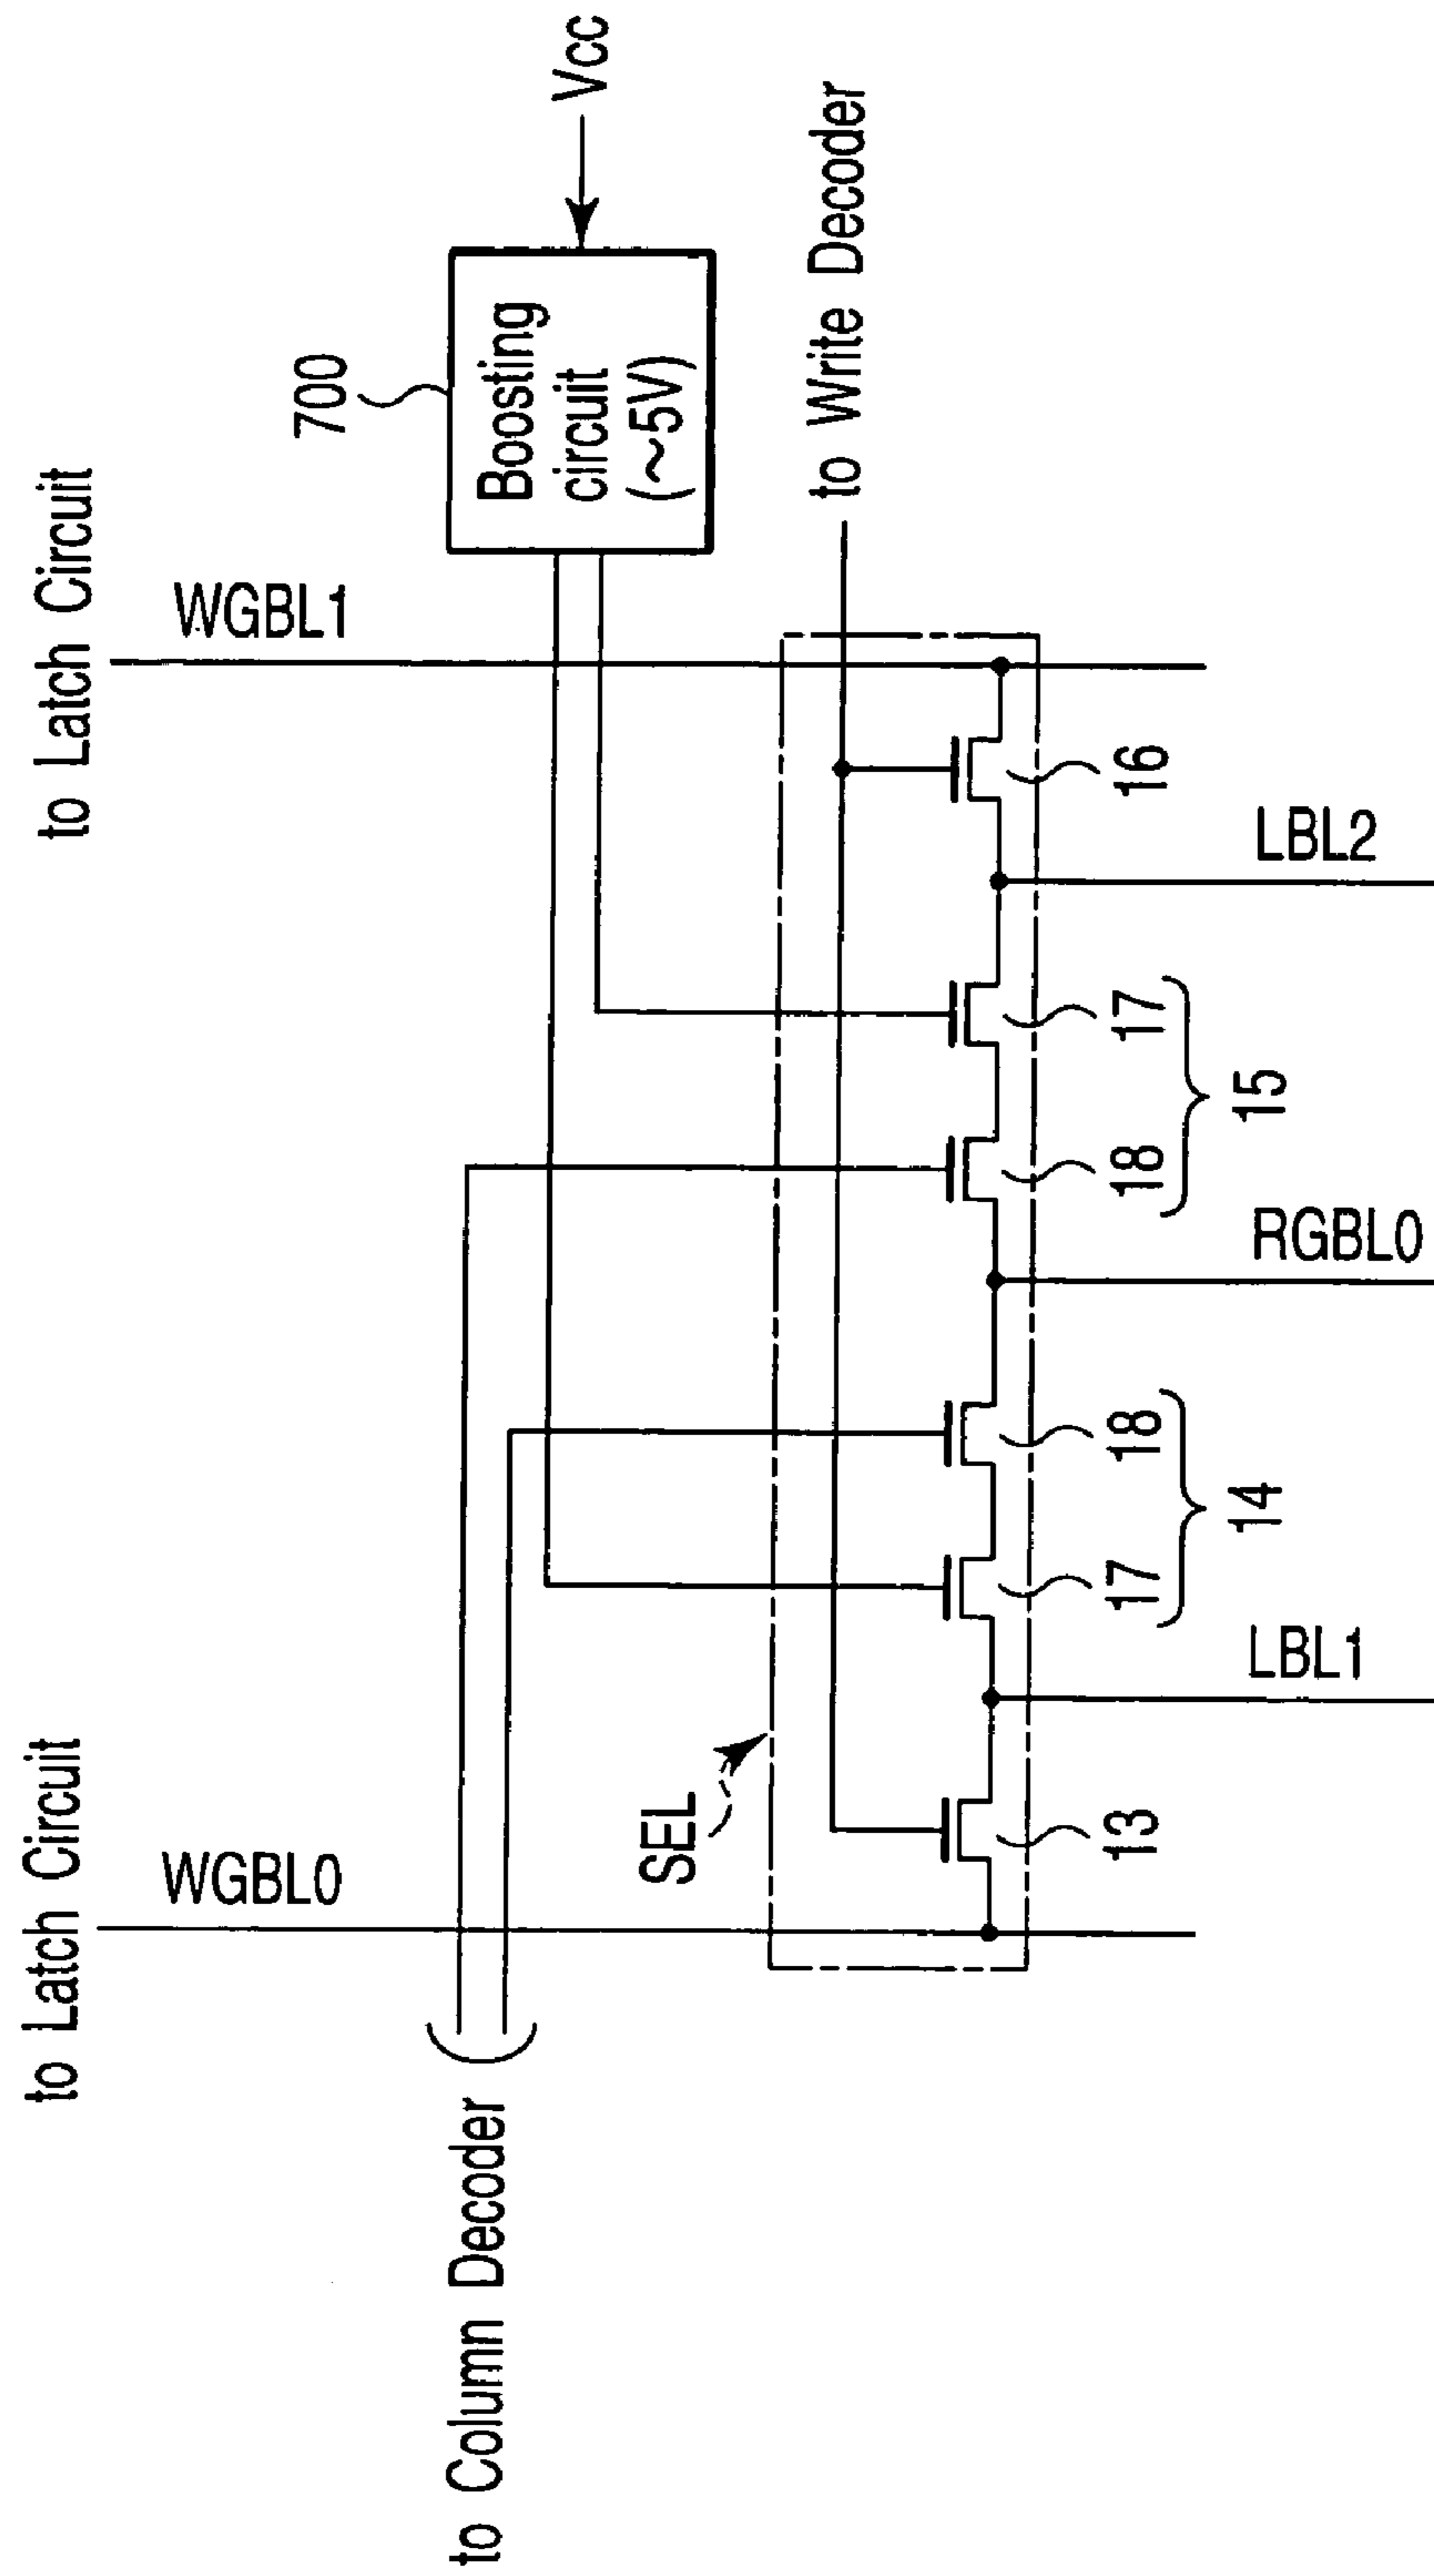 to Latch Circuit
to Latch Circuit
WGBL0
WGBL1
700
Boosting
circuit
(~5V)
Vcc
to Column Decoder
SEL
to Write Decoder
13
17
18
18
17
16
14
15
LBL1
RGBL0
LBL2